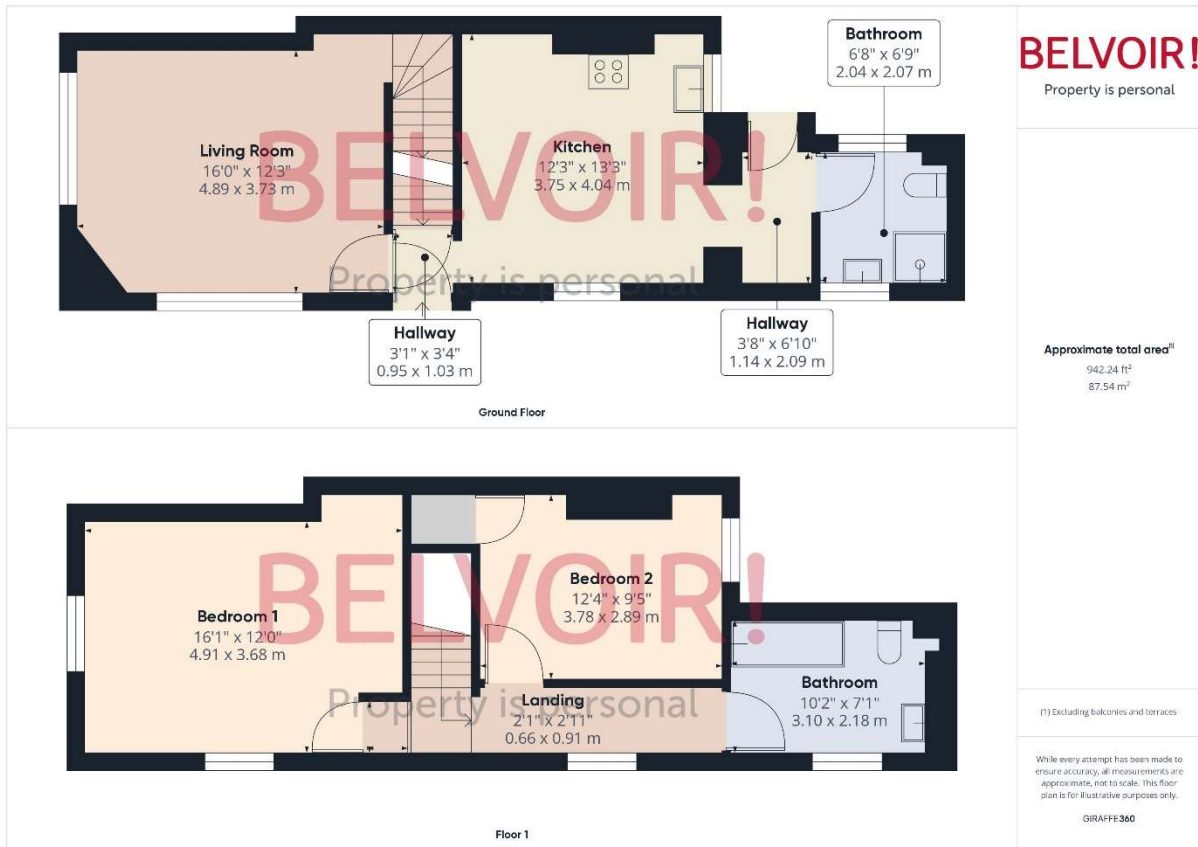 BELVOIR!
Property is personal
Living Room
16'0" x 12'3"
4.89 x 3.73 m
Kitchen
12'3" x 13'3"
3.75 x 4.04 m
Bathroom
6'8" x 6'9"
2.04 x 2.07 m
Hallway
3'1" x 3'4"
0.95 x 1.03 m
Hallway
3'8" x 6'10"
1.14 x 2.09 m
BELVOIR!
Property is personal
Ground Floor
Bedroom 1
16'1" x 12'0"
4.91 x 3.68 m
Bedroom 2
12'4" x 9'5"
3.78 x 2.89 m
Landing
2'1" x 2'11"
0.66 x 0.91 m
Bathroom
10'2" x 7'1"
3.10 x 2.18 m
BELVOIR!
Property is personal
Floor 1
Approximate total area(1)
942.24 ft²
87.54 m²
(1) Excluding balconies and terraces
While every attempt has been made to
ensure accuracy, all measurements are
approximate, not to scale. This floor
plan is for illustrative purposes only.
GIRAFFE360